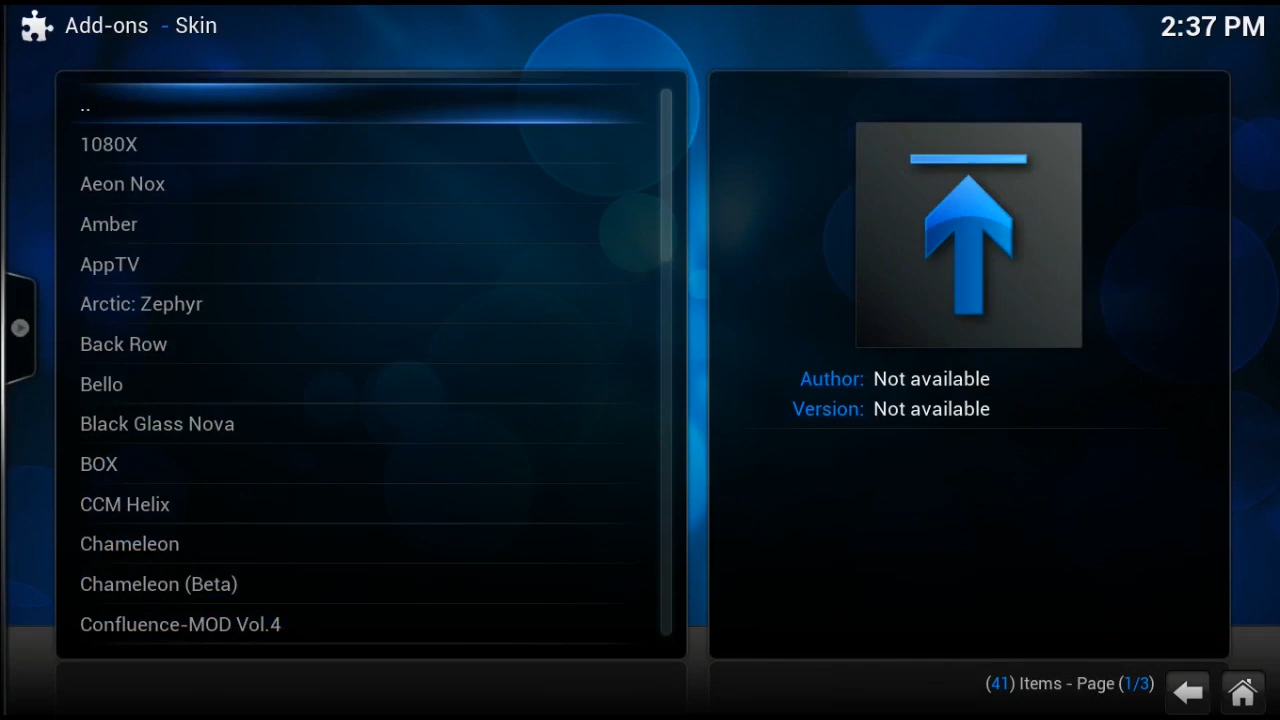 Add-ons - Skin
2:37 PM
..
1080X
Aeon Nox
Amber
AppTV
Arctic: Zephyr
Back Row
Bello
Black Glass Nova
BOX
CCM Helix
Chameleon
Chameleon (Beta)
Confluence-MOD Vol.4
Author: Not available
Version: Not available
(41) Items - Page (1/3)